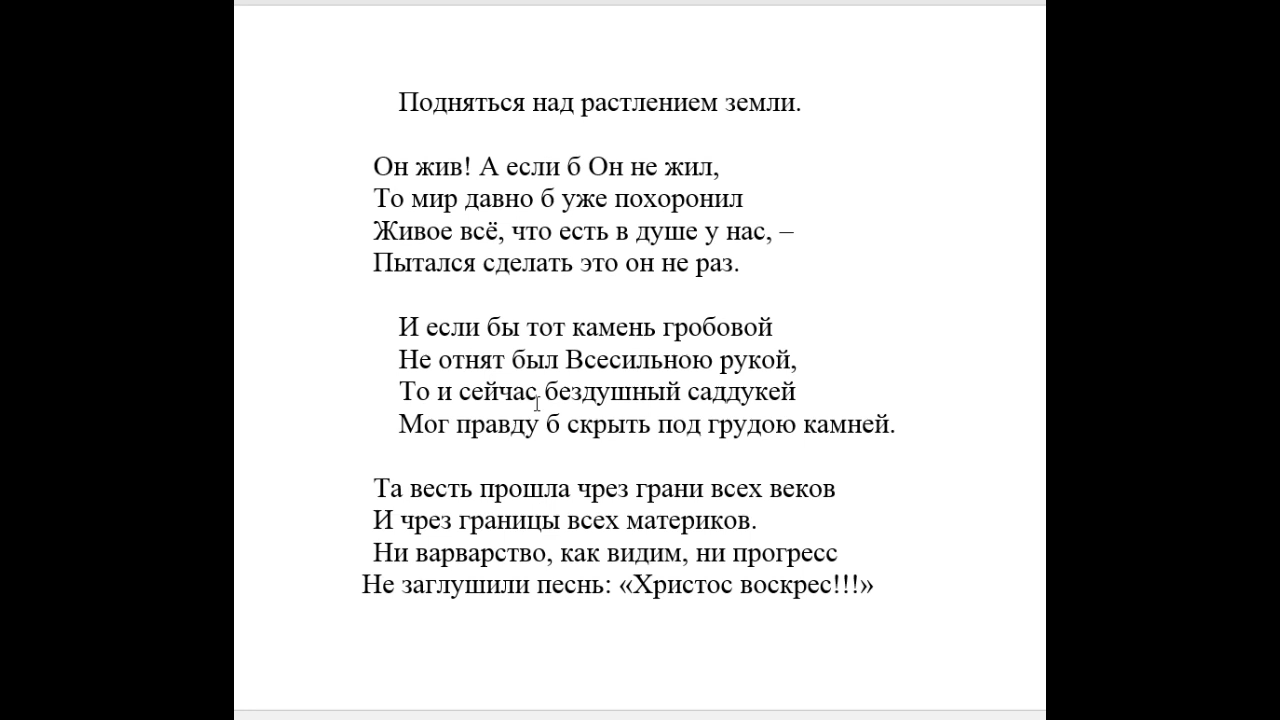 Подняться над растлением земли.
Он жив! А если б Он не жил,
То мир давно б уже похоронил
Живое всё, что есть в душе у нас, –
Пытался сделать это он не раз.
И если бы тот камень гробовой
Не отнят был Всесильною рукой,
То и сейчас бездушный саддукей
Мог правду б скрыть под грудою камней.
Та весть прошла чрез грани всех веков
И чрез границы всех материков.
Ни варварство, как видим, ни прогресс
Не заглушили песнь: «Христос воскрес!!!»